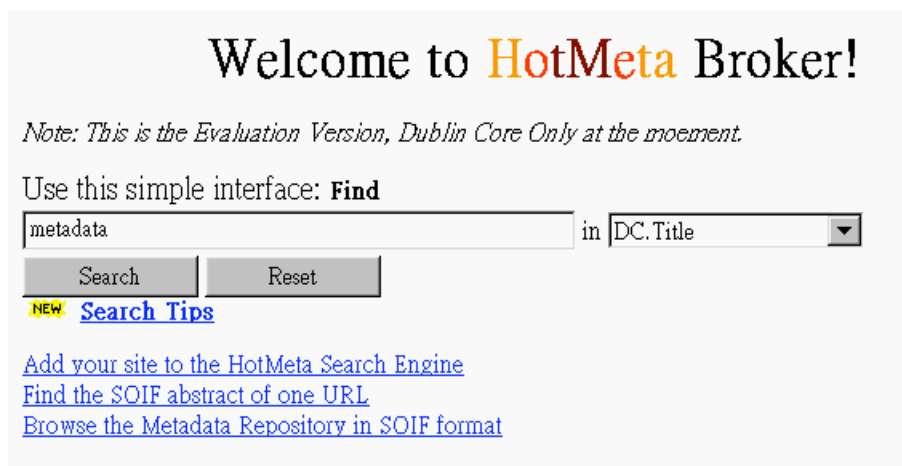 Welcome to HotMeta Broker!
Note: This is the Evaluation Version, Dublin Core Only at the moement.
Use this simple interface: Find
metadata in DC.Title
Search Reset
NEW Search Tips
Add your site to the HotMeta Search Engine
Find the SOIF abstract of one URL
Browse the Metadata Repository in SOIF format